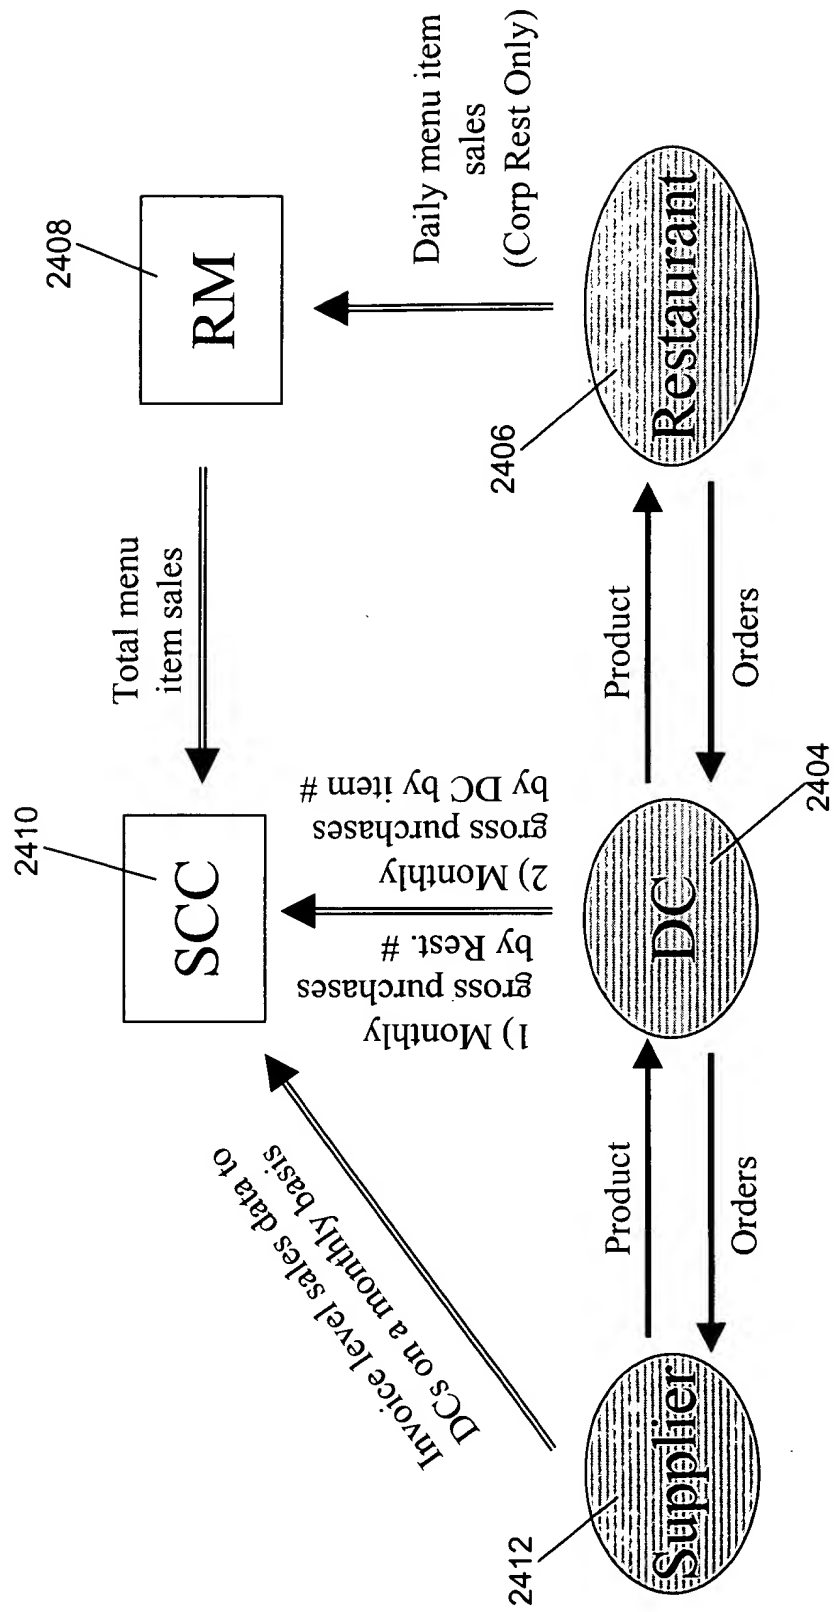 2410
SCC
Total menu
item sales
2408
RM
Invoice level sales data to
DCs on a monthly basis
1) Monthly
gross purchases
by Rest. #
2) Monthly
gross purchases
by DC by item #
Daily menu item
sales
(Corp Rest Only)
2412
Supplier
Product
Orders
DC
2404
Product
Orders
2406
Restaurant